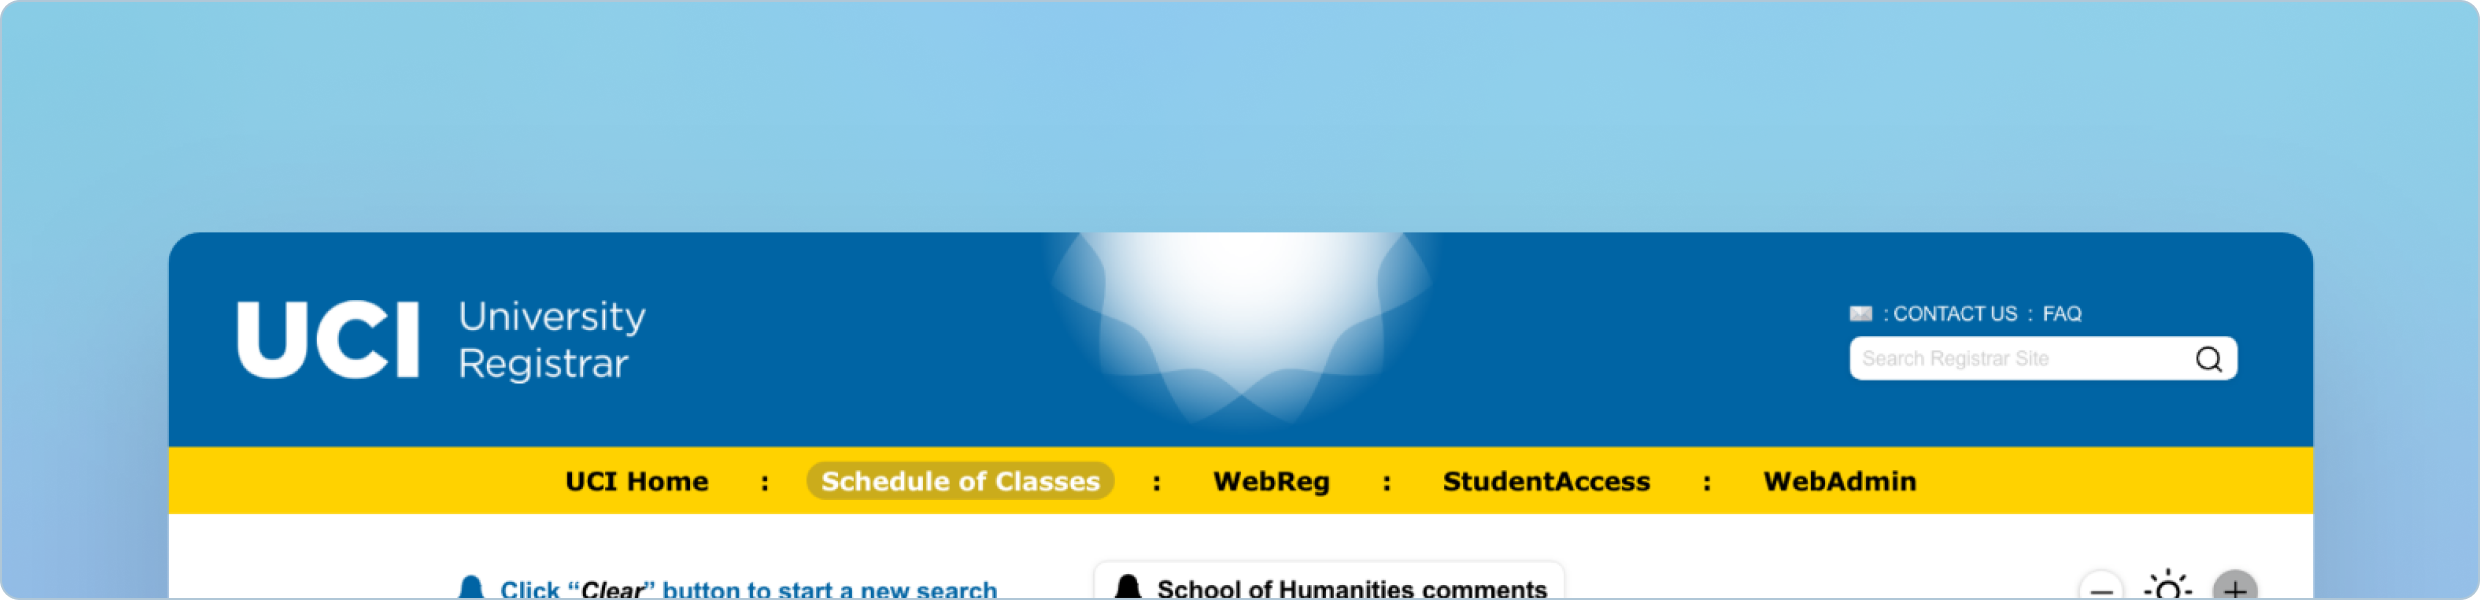 UCI
University
Registrar
: CONTACT US : FAQ
Search Registrar Site
UCI Home : Schedule of Classes : WebReg : StudentAccess : WebAdmin
Click “Clear” button to start a new search
School of Humanities comments